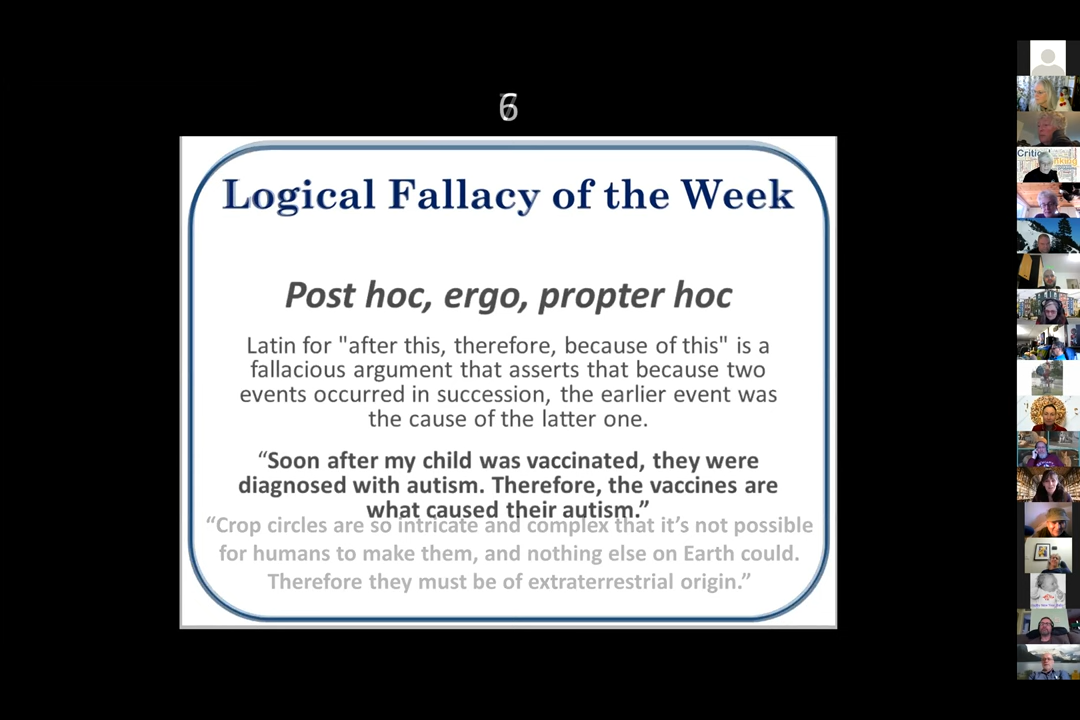 6
Logical Fallacy of the Week
Post hoc, ergo, propter hoc
Latin for "after this, therefore, because of this" is a
fallacious argument that asserts that because two
events occurred in succession, the earlier event was
the cause of the latter one.
“Soon after my child was vaccinated, they were
diagnosed with autism. Therefore, the vaccines are
what caused their autism.”
“Crop circles are so intricate and complex that it’s not possible
for humans to make them, and nothing else on Earth could.
Therefore they must be of extraterrestrial origin.”